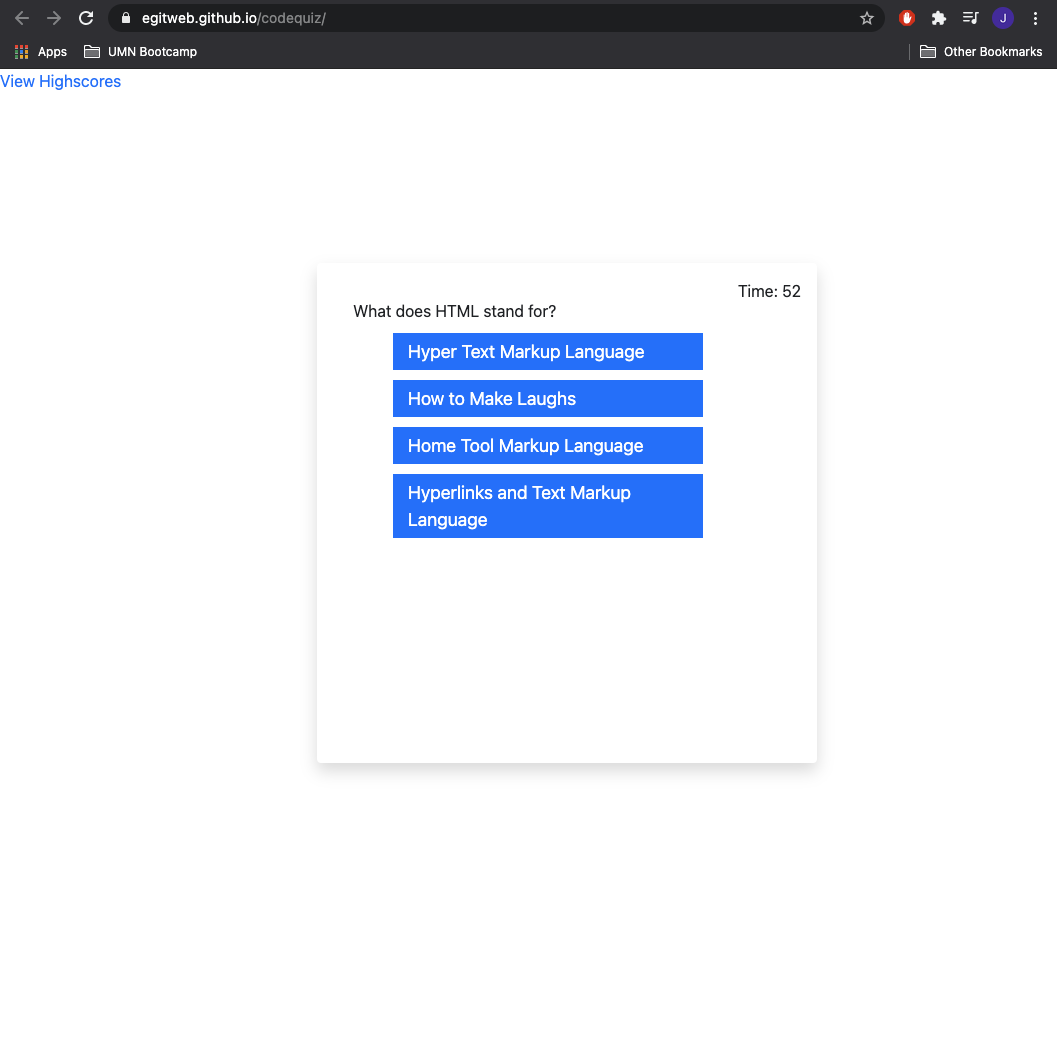 egitweb.github.io/codequiz/
J
Apps
UMN Bootcamp
Other Bookmarks
View Highscores
Time: 52
What does HTML stand for?
Hyper Text Markup Language
How to Make Laughs
Home Tool Markup Language
Hyperlinks and Text Markup
Language